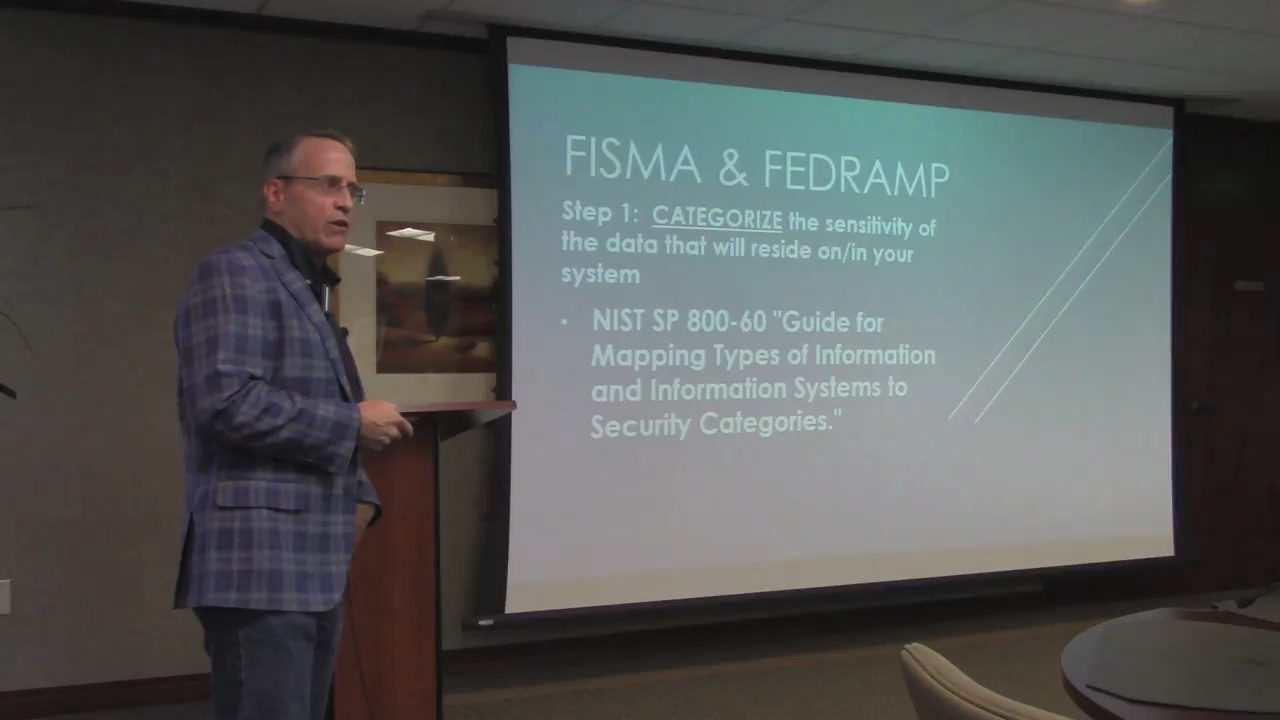 FISMA & FEDRAMP
Step 1: CATEGORIZE the sensitivity of
the data that will reside on/in your
system
• NIST SP 800-60 "Guide for
Mapping Types of Information
and Information Systems to
Security Categories."